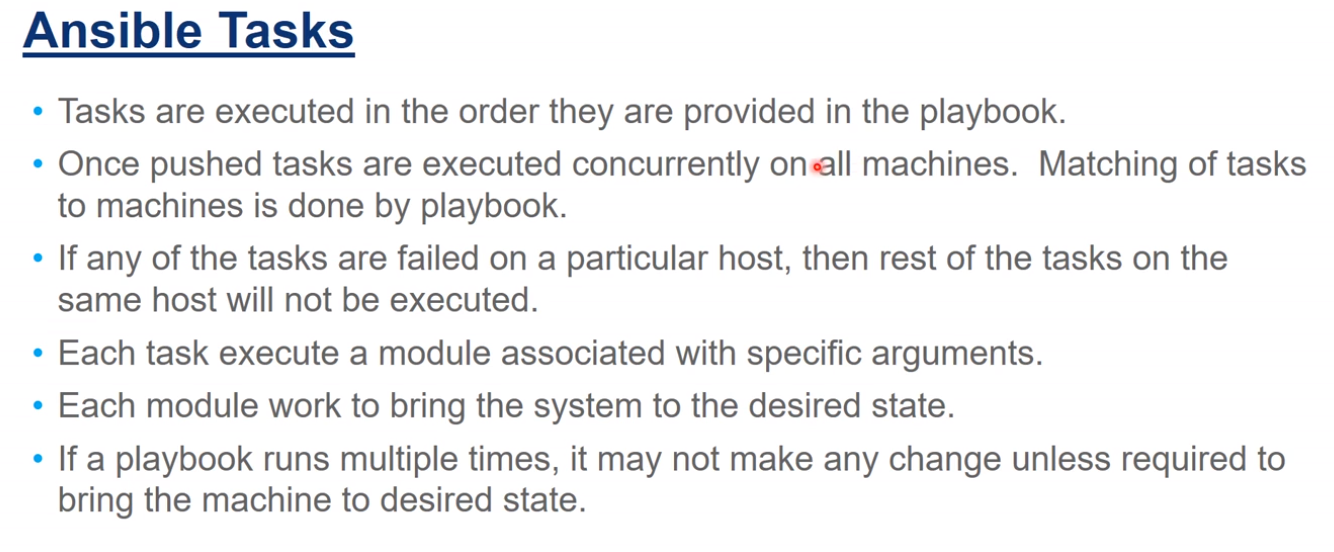 Ansible Tasks
• Tasks are executed in the order they are provided in the playbook.
• Once pushed tasks are executed concurrently on all machines.  Matching of tasks
to machines is done by playbook.
• If any of the tasks are failed on a particular host, then rest of the tasks on the
same host will not be executed.
• Each task execute a module associated with specific arguments.
• Each module work to bring the system to the desired state.
• If a playbook runs multiple times, it may not make any change unless required to
bring the machine to desired state.